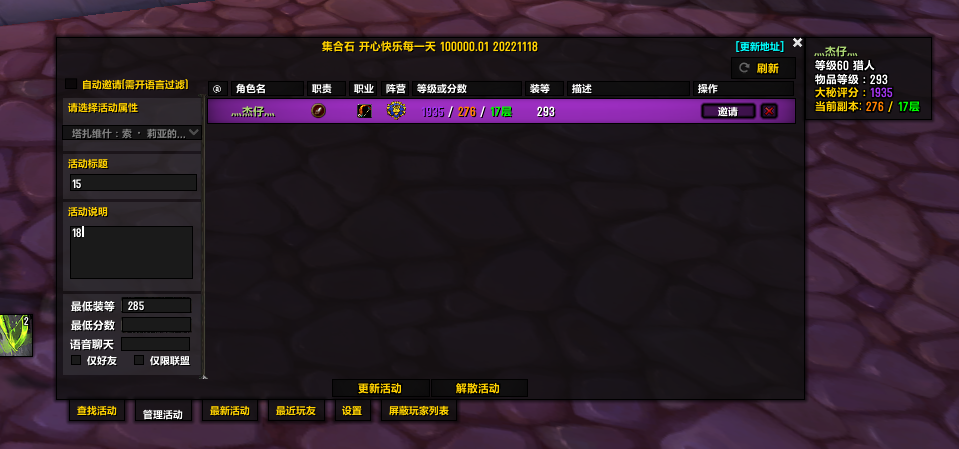 集合石 开心快乐每一天 100000.01 20221118
[更新地址]
刷新
自动邀请(需开语言过滤)
请选择活动属性
塔扎维什：索 · 莉亚的...
活动标题
15
活动说明
18
最低装等 285
最低分数
语音聊天
仅好友 仅限联盟
角色名 职责 职业 阵营 等级或分数 装等 描述 操作
灬杰仔灬 1935 / 276 / 17层 293 邀请
更新活动 解散活动
查找活动 管理活动 最新活动 最近玩友 设置 屏蔽玩家列表
灬杰仔灬
等级60 猎人
物品等级：293
大秘评分：1935
当前副本: 276 / 17层
2